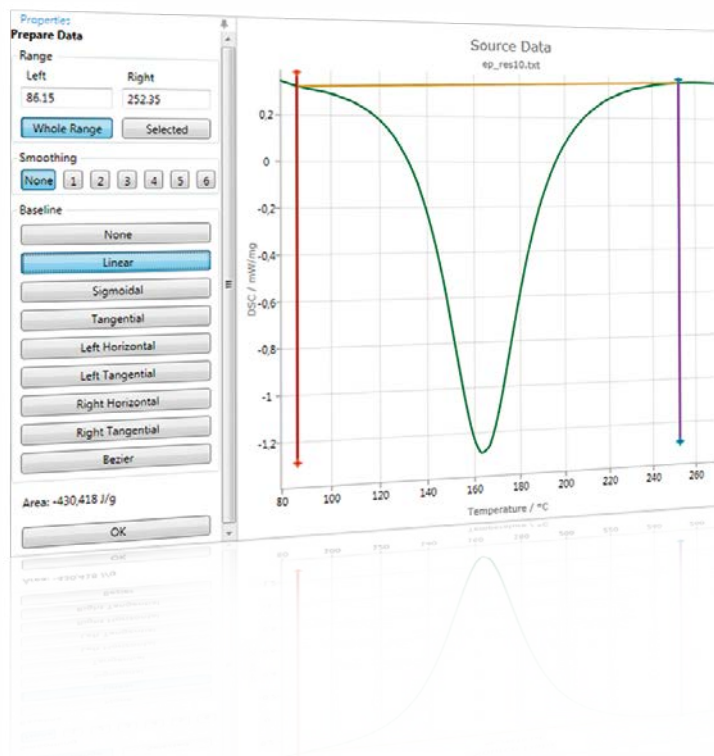 Properties
Prepare Data
Range
Left Right
86.15 252.35
Whole Range Selected
Smoothing
None 1 2 3 4 5 6
Baseline
None
Linear
Sigmoidal
Tangential
Left Horizontal
Left Tangential
Right Horizontal
Right Tangential
Bezier
Area: -430,418 J/g
OK
Source Data
ep_res10.txt
0,2
0
-0,2
-0,4
-0,6
-0,8
-1
-1,2
DSC / mW/mg
80 100 120 140 160 180 200 220 240 260
Temperature / °C